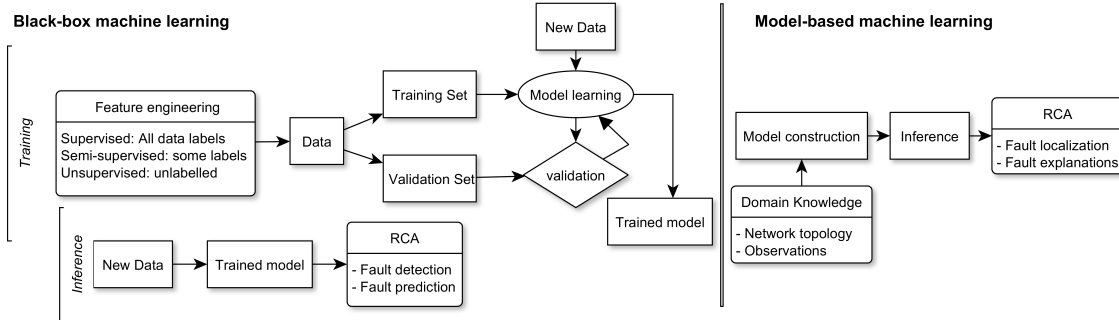 Black-box machine learning
Training
Feature engineering
Supervised: All data labels
Semi-supervised: some labels
Unsupervised: unlabelled
Data
Training Set
Validation Set
New Data
Model learning
validation
Trained model
Inference
New Data
Trained model
RCA
- Fault detection
- Fault prediction
Model-based machine learning
Model construction
Inference
RCA
- Fault localization
- Fault explanations
Domain Knowledge
- Network topology
- Observations